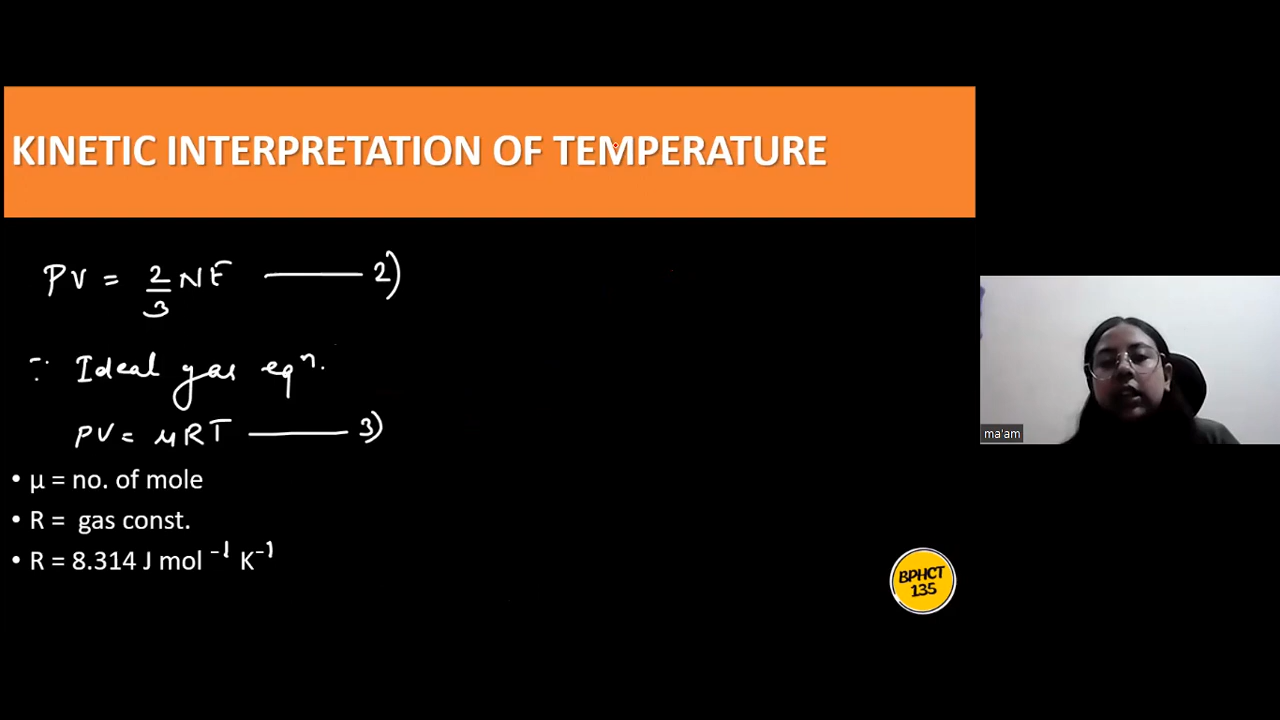 KINETIC INTERPRETATION OF TEMPERATURE
PV = 2/3 NE —— 2)
∵ Ideal gas eqⁿ.
PV = μRT —— 3)
• μ = no. of mole
• R = gas const.
• R = 8.314 J mol ⁻¹ K⁻¹
BPHCT
135
ma'am